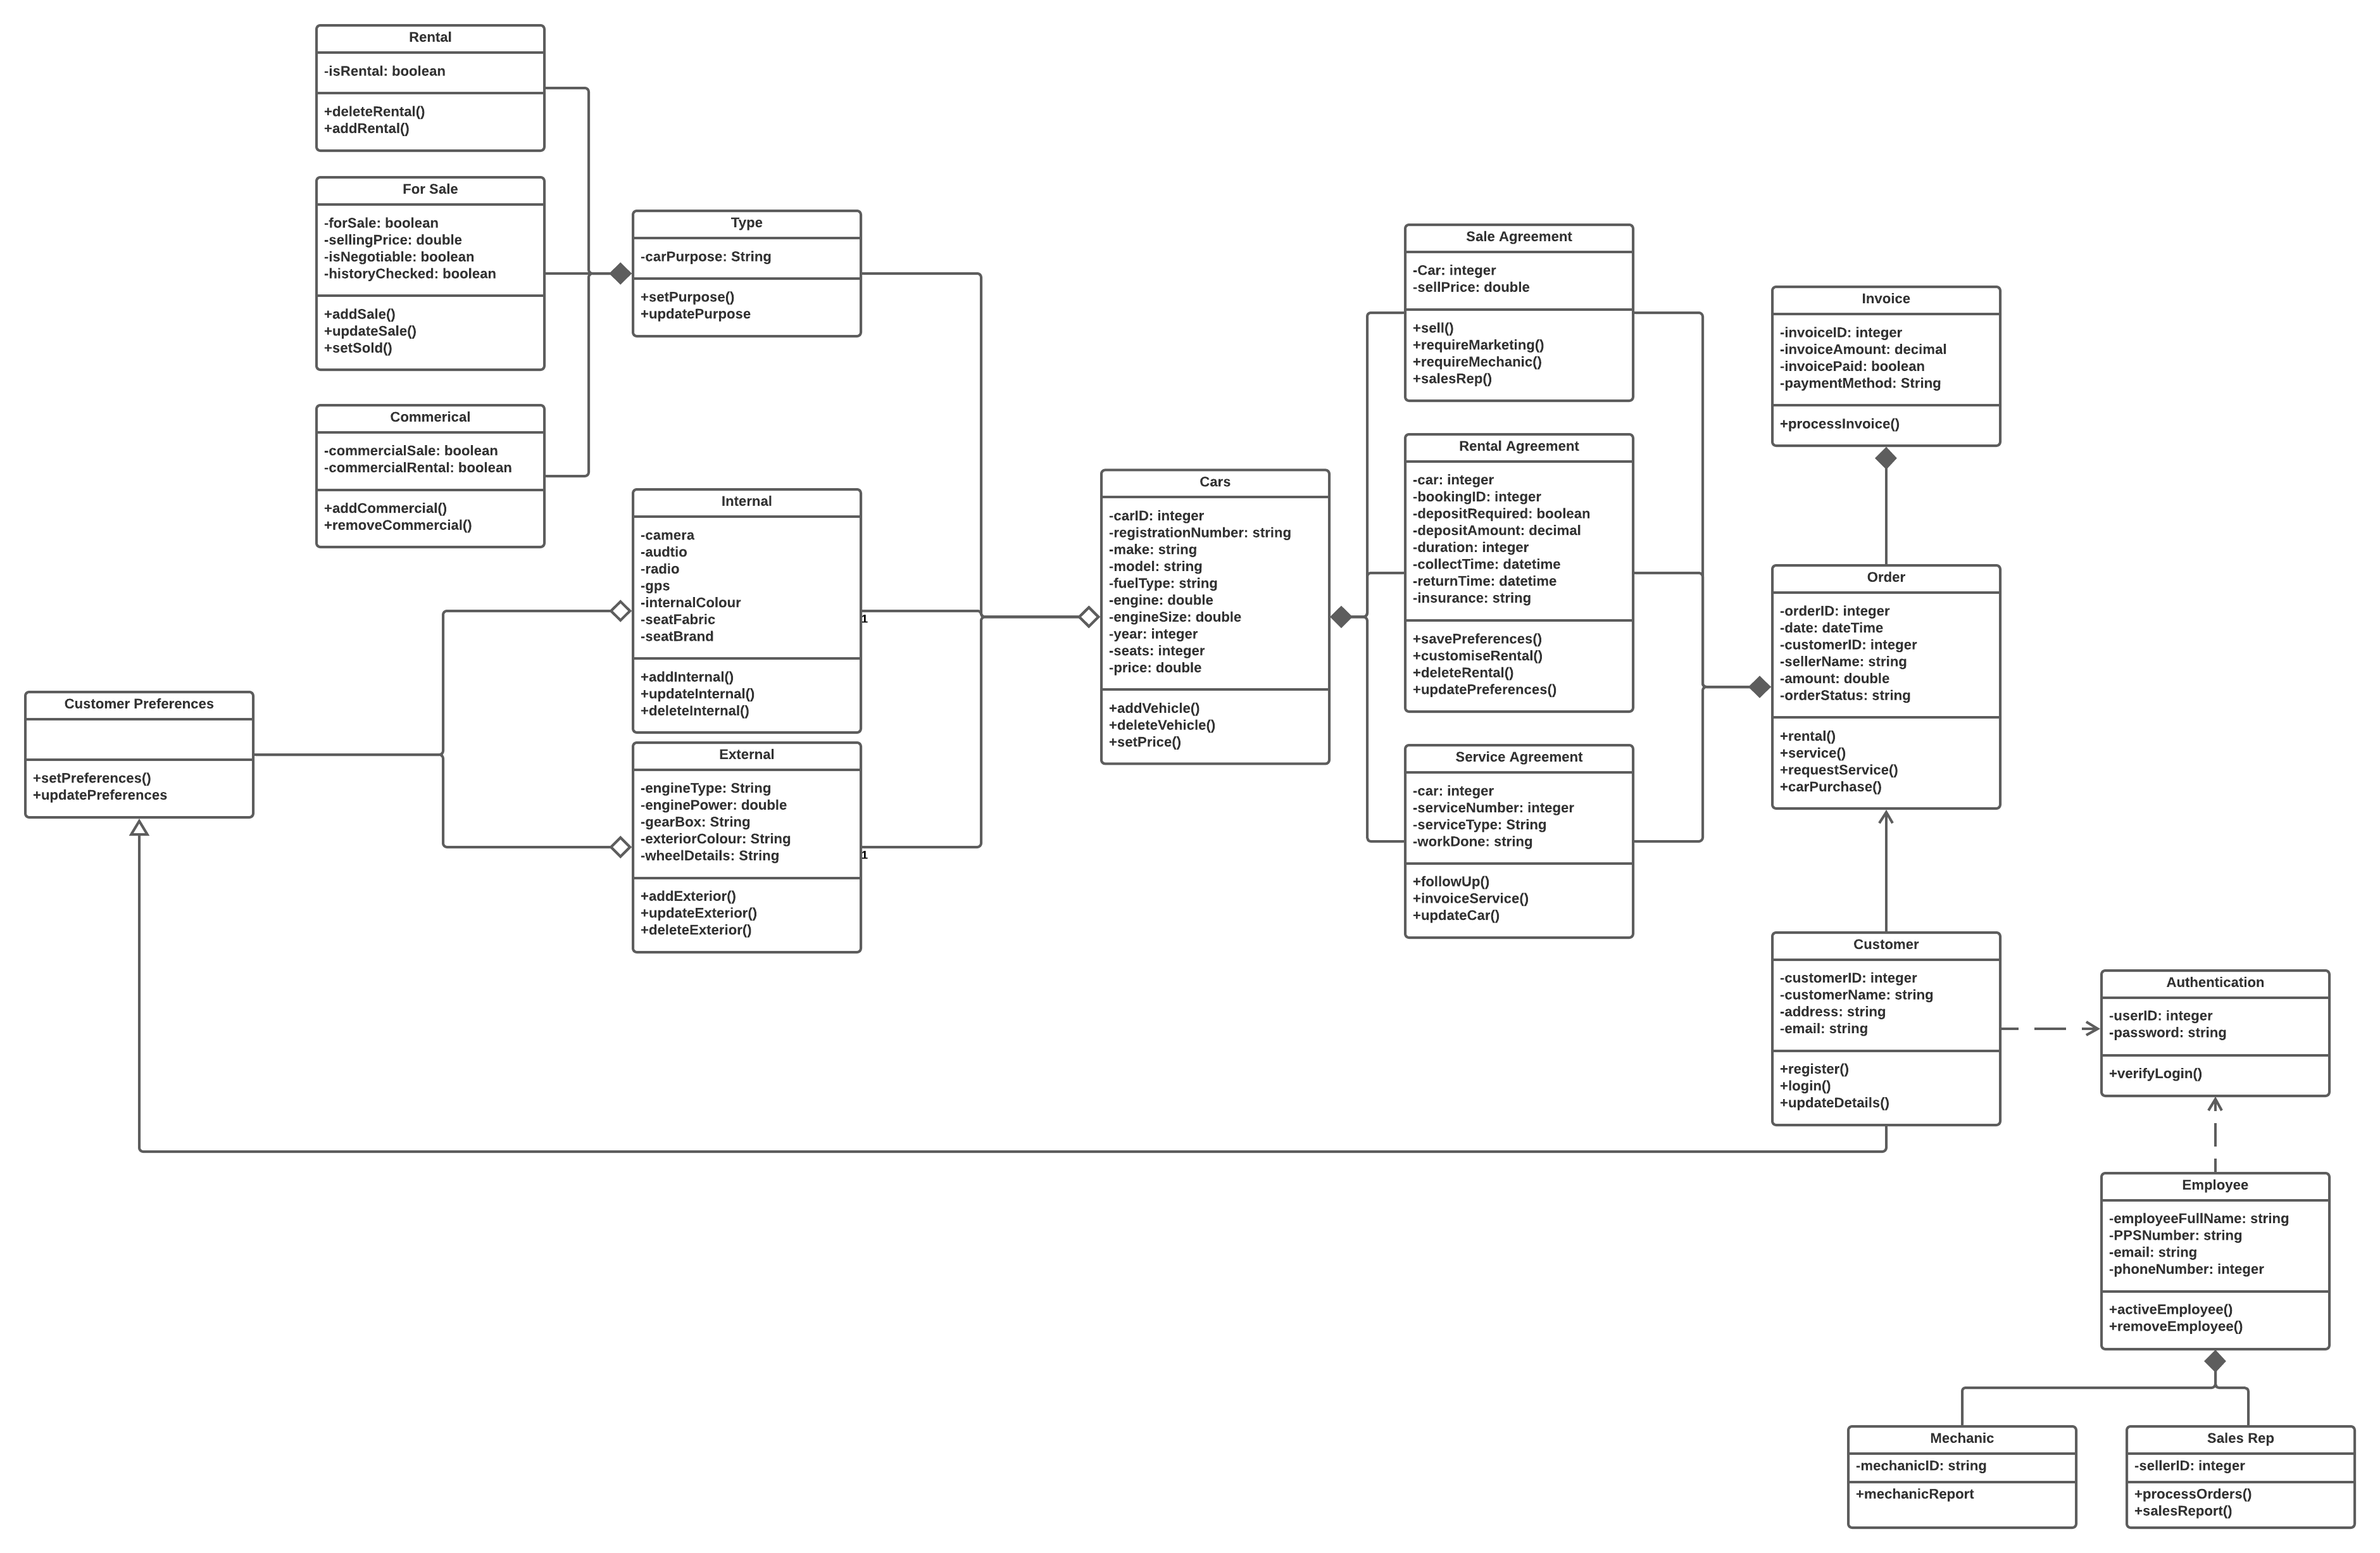 Rental
-isRental: boolean
+deleteRental()
+addRental()
For Sale
-forSale: boolean
-sellingPrice: double
-isNegotiable: boolean
-historyChecked: boolean
+addSale()
+updateSale()
+setSold()
Commerical
-commercialSale: boolean
-commercialRental: boolean
+addCommercial()
+removeCommercial()
Type
-carPurpose: String
+setPurpose()
+updatePurpose
Internal
-camera
-audtio
-radio
-gps
-internalColour
-seatFabric
-seatBrand
+addInternal()
+updateInternal()
+deleteInternal()
1
External
-engineType: String
-enginePower: double
-gearBox: String
-exteriorColour: String
-wheelDetails: String
+addExterior()
+updateExterior()
+deleteExterior()
1
Customer Preferences
+setPreferences()
+updatePreferences
Cars
-carID: integer
-registrationNumber: string
-make: string
-model: string
-fuelType: string
-engine: double
-engineSize: double
-year: integer
-seats: integer
-price: double
+addVehicle()
+deleteVehicle()
+setPrice()
Sale Agreement
-Car: integer
-sellPrice: double
+sell()
+requireMarketing()
+requireMechanic()
+salesRep()
Rental Agreement
-car: integer
-bookingID: integer
-depositRequired: boolean
-depositAmount: decimal
-duration: integer
-collectTime: datetime
-returnTime: datetime
-insurance: string
+savePreferences()
+customiseRental()
+deleteRental()
+updatePreferences()
Service Agreement
-car: integer
-serviceNumber: integer
-serviceType: String
-workDone: string
+followUp()
+invoiceService()
+updateCar()
Invoice
-invoiceID: integer
-invoiceAmount: decimal
-invoicePaid: boolean
-paymentMethod: String
+processInvoice()
Order
-orderID: integer
-date: dateTime
-customerID: integer
-sellerName: string
-amount: double
-orderStatus: string
+rental()
+service()
+requestService()
+carPurchase()
Customer
-customerID: integer
-customerName: string
-address: string
-email: string
+register()
+login()
+updateDetails()
Authentication
-userID: integer
-password: string
+verifyLogin()
Employee
-employeeFullName: string
-PPSNumber: string
-email: string
-phoneNumber: integer
+activeEmployee()
+removeEmployee()
Mechanic
-mechanicID: string
+mechanicReport
Sales Rep
-sellerID: integer
+processOrders()
+salesReport()